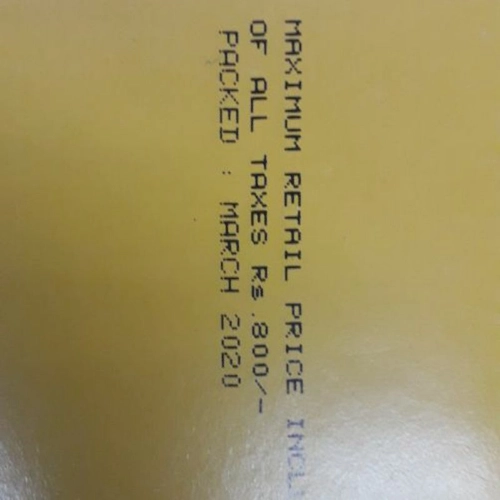 MAXIMUM RETAIL PRICE INCL
OF ALL TAXES Rs.800/-
PACKED : MARCH 2020